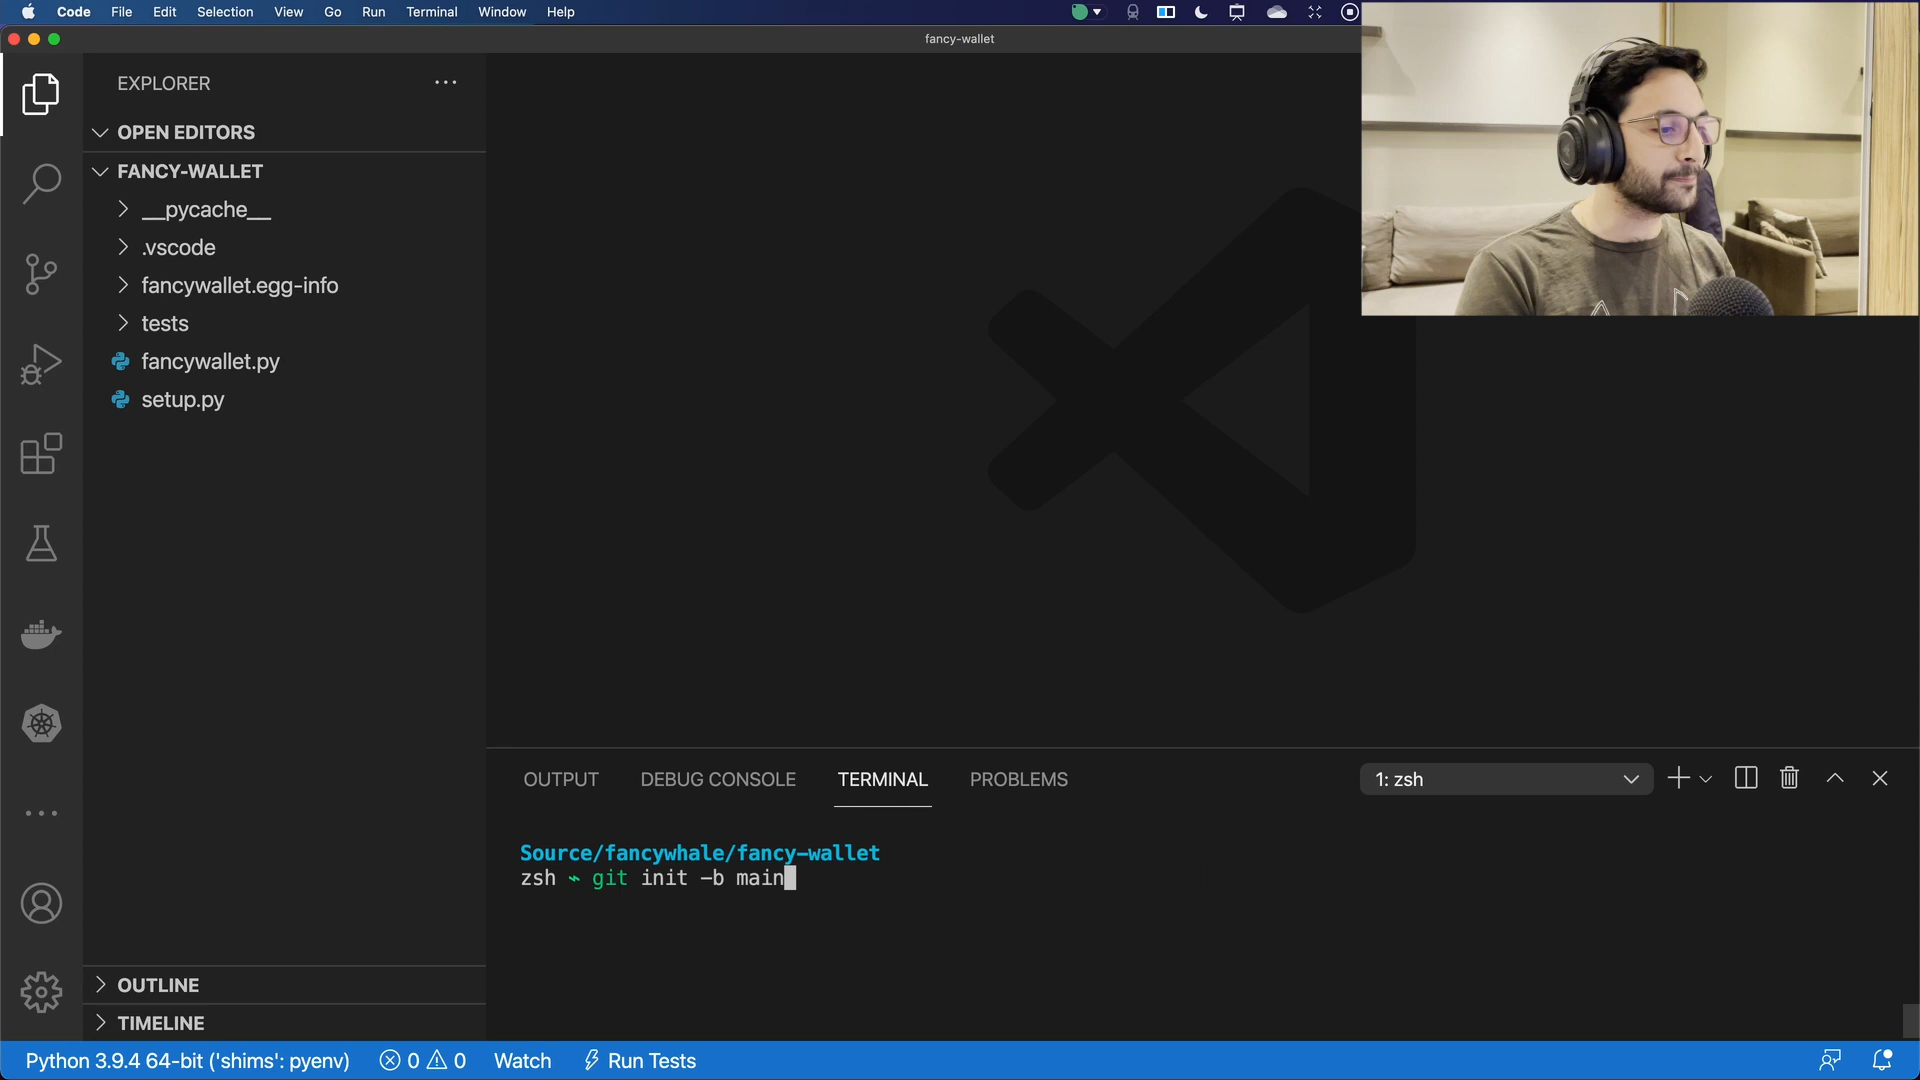 Code File Edit Selection View Go Run Terminal Window Help
fancy-wallet
EXPLORER
OPEN EDITORS
FANCY-WALLET
__pycache__
.vscode
fancywallet.egg-info
tests
fancywallet.py
setup.py
OUTLINE
TIMELINE
OUTPUT DEBUG CONSOLE TERMINAL PROBLEMS
1: zsh
Source/fancywhale/fancy-wallet
zsh ⌁ git init -b main
Python 3.9.4 64-bit ('shims': pyenv) 0 0 Watch Run Tests